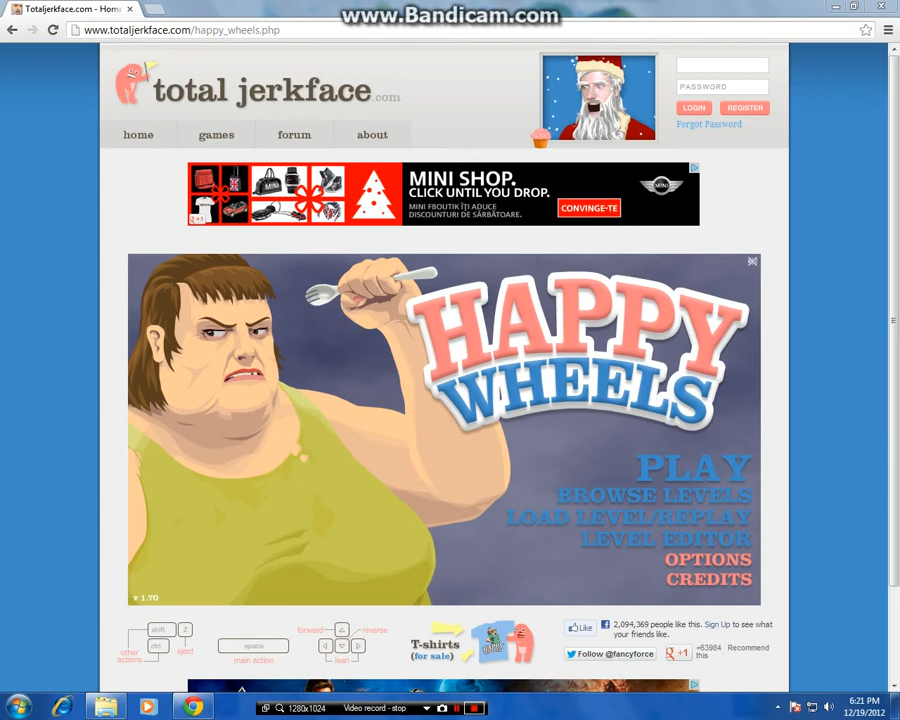 Totaljerkface.com - Hom
www.Bandicam.com
www.totaljerkface.com/happy_wheels.php
total jerkface.com
PASSWORD
LOGIN
REGISTER
Forgot Password
home
games
forum
about
MINI SHOP.
CLICK UNTIL YOU DROP.
MINI FBOUTIK ÎȚI ADUCE
DISCOUNTURI DE SĂRBĂTOARE.
CONVINGE-TE
MINI
MINI
+1
HAPPY
WHEELS
PLAY
BROWSE LEVELS
LOAD LEVEL/REPLAY
LEVEL EDITOR
OPTIONS
CREDITS
v 1.70
shift
Z
ctrl
eject
other
actions
space
main action
forward
reverse
lean
T-shirts
(for sale)
Like
2,094,369 people like this. Sign Up to see what
your friends like.
Follow @fancyforce
+1
+63984 Recommend
this
1280x1024
Video record - stop
6:21 PM
12/19/2012